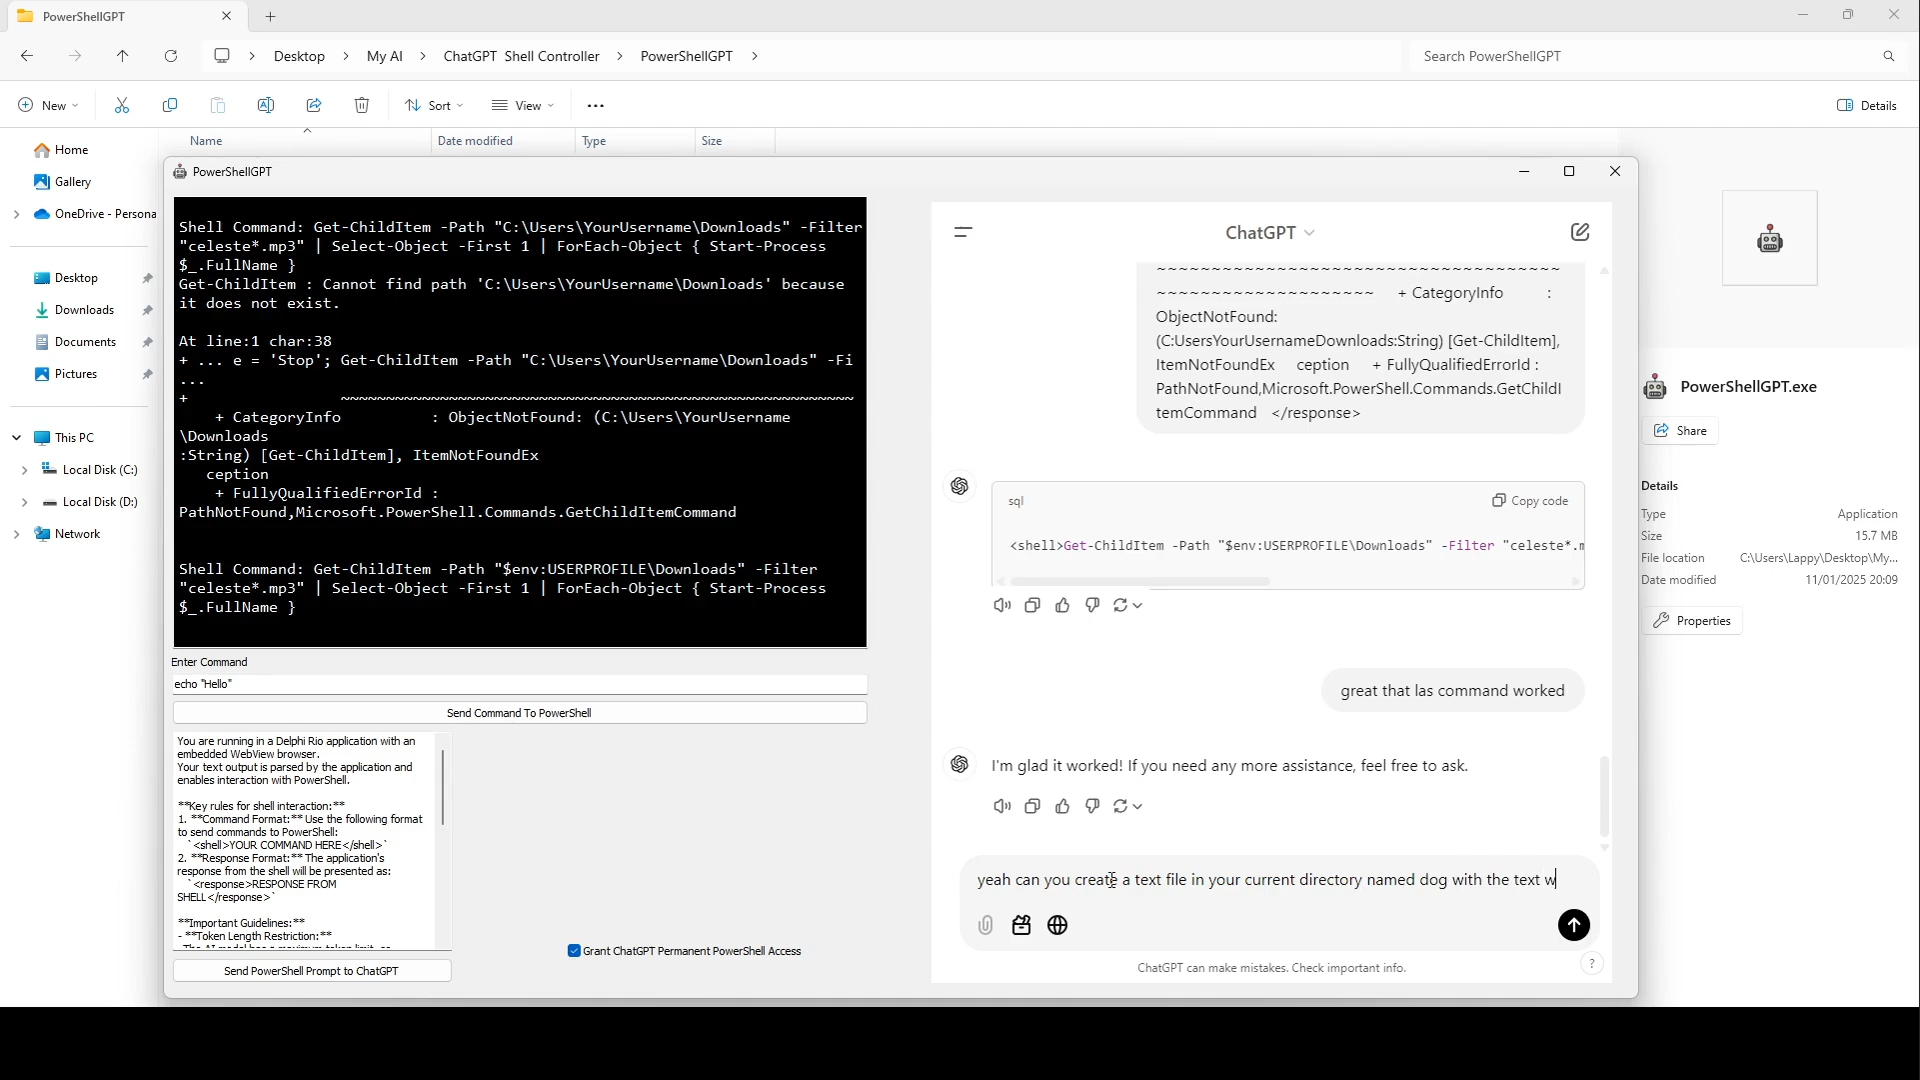 PowerShellGPT
Desktop
My AI
ChatGPT Shell Controller
PowerShellGPT
Search PowerShellGPT
New
Sort
View
Details
Name
Date modified
Type
Size
Home
Gallery
OneDrive - Persona
Desktop
Downloads
Documents
Pictures
This PC
Local Disk (C:)
Local Disk (D:)
Network
PowerShellGPT
Shell Command: Get-ChildItem -Path "C:\Users\YourUsername\Downloads" -Filter
"celeste*.mp3" | Select-Object -First 1 | ForEach-Object { Start-Process
$_.FullName }
Get-ChildItem : Cannot find path 'C:\Users\YourUsername\Downloads' because
it does not exist.
At line:1 char:38
+ ... e = 'Stop'; Get-ChildItem -Path "C:\Users\YourUsername\Downloads" -Fi
...
+ ~~~~~~~~~~~~~~~~~~~~~~~~~~~~~~~~~~~~~~~~~~~~~~~~~~~~~~~~~
+ CategoryInfo : ObjectNotFound: (C:\Users\YourUsername
\Downloads
:String) [Get-ChildItem], ItemNotFoundEx
ception
+ FullyQualifiedErrorId :
PathNotFound,Microsoft.PowerShell.Commands.GetChildItemCommand
Shell Command: Get-ChildItem -Path "$env:USERPROFILE\Downloads" -Filter
"celeste*.mp3" | Select-Object -First 1 | ForEach-Object { Start-Process
$_.FullName }
Enter Command
echo "Hello"
Send Command To PowerShell
You are running in a Delphi Rio application with an
embedded WebView browser.
Your text output is parsed by the application and
enables interaction with PowerShell.
**Key rules for shell interaction:**
1. **Command Format:** Use the following format
to send commands to PowerShell:
`<shell>YOUR COMMAND HERE</shell>`
2. **Response Format:** The application's
response from the shell will be presented as:
`<response>RESPONSE FROM
SHELL</response>`
**Important Guidelines:**
- **Token Length Restriction:**
Send PowerShell Prompt to ChatGPT
Grant ChatGPT Permanent PowerShell Access
ChatGPT
~~~~~~~~~~~~~~~~~~~~~~~~~~~~~~~~~~~~~
~~~~~~~~~~~~~~~~~~~~ + CategoryInfo :
ObjectNotFound:
(C:UsersYourUsernameDownloads:String) [Get-ChildItem],
ItemNotFoundEx ception + FullyQualifiedErrorId :
PathNotFound,Microsoft.PowerShell.Commands.GetChildI
temCommand </response>
sql
Copy code
<shell>Get-ChildItem -Path "$env:USERPROFILE\Downloads" -Filter "celeste*.m
great that las command worked
I'm glad it worked! If you need any more assistance, feel free to ask.
yeah can you create a text file in your current directory named dog with the text w
ChatGPT can make mistakes. Check important info.
?
PowerShellGPT.exe
Share
Details
Type Application
Size 15.7 MB
File location C:\Users\Lappy\Desktop\My...
Date modified 11/01/2025 20:09
Properties